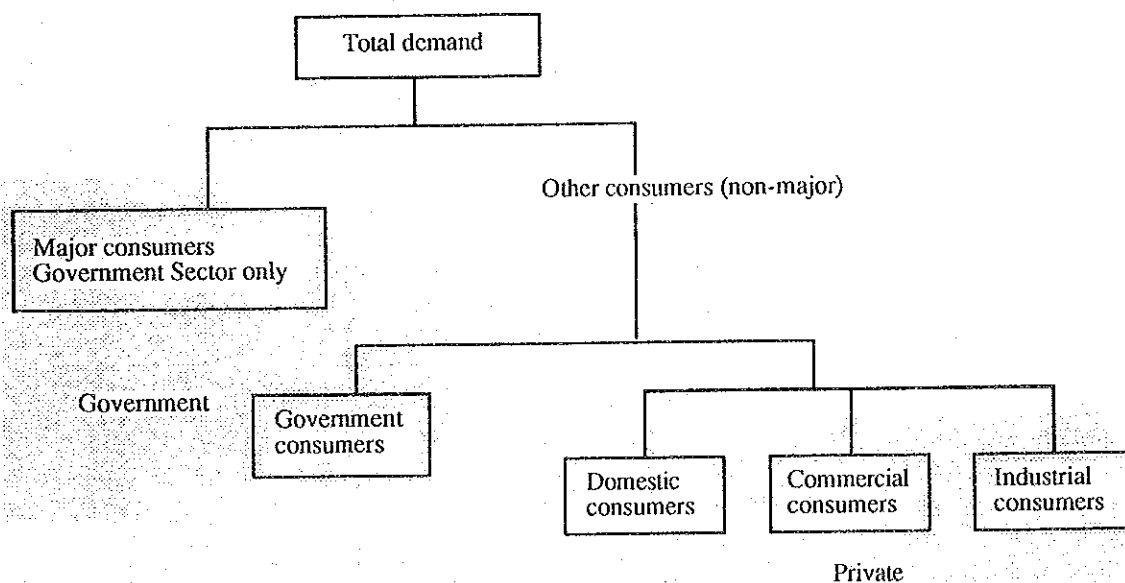 Total demand
Other consumers (non-major)
Major consumers
Government Sector only
Government
Government
consumers
Domestic
consumers
Commercial
consumers
Industrial
consumers
Private